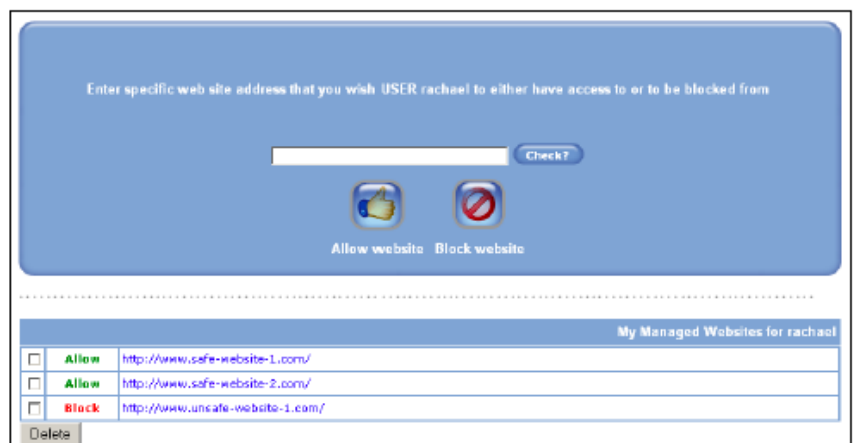 Enter specific web site address that you wish USER rachael to either have access to or to be blocked from
Check?
Allow website Block website
My Managed Websites for rachael
Allow http://www.safe-website-1.com/
Allow http://www.safe-website-2.com/
Block http://www.unsafe-website-1.com/
Delete